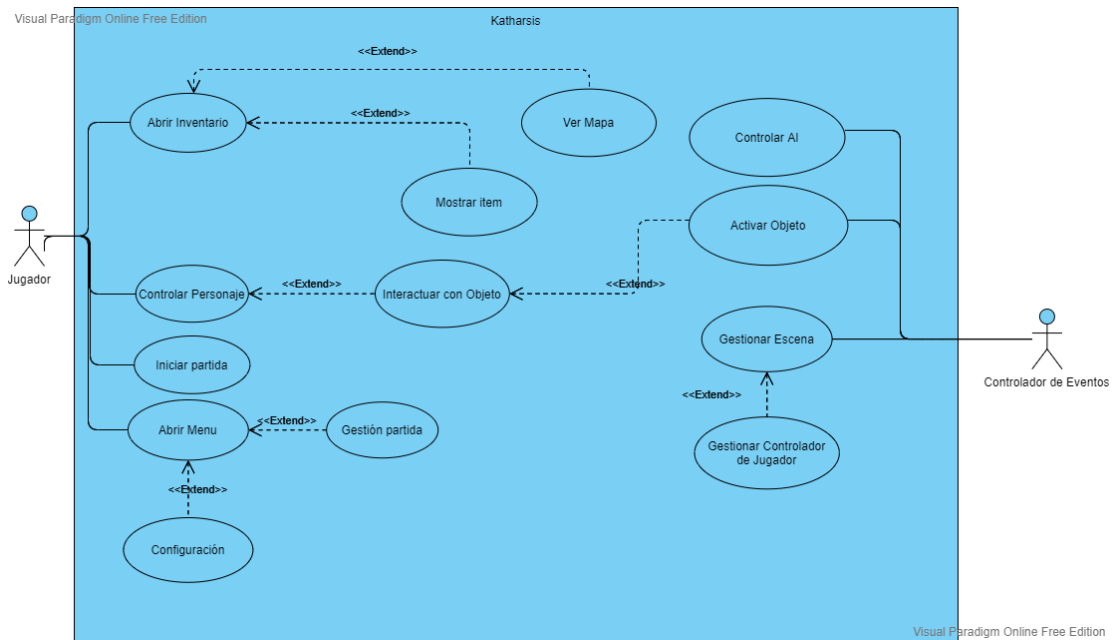 Visual Paradigm Online Free Edition
Katharsis
<<Extend>>
<<Extend>>
Abrir Inventario
Ver Mapa
Controlar AI
Mostrar item
Activar Objeto
Jugador
<<Extend>>
<<Extend>>
Controlar Personaje
Interactuar con Objeto
Gestionar Escena
Iniciar partida
Controlador de Eventos
<<Extend>>
<<Extend>>
Abrir Menu
Gestión partida
Gestionar Controlador
de Jugador
<<Extend>>
Configuración
Visual Paradigm Online Free Edition